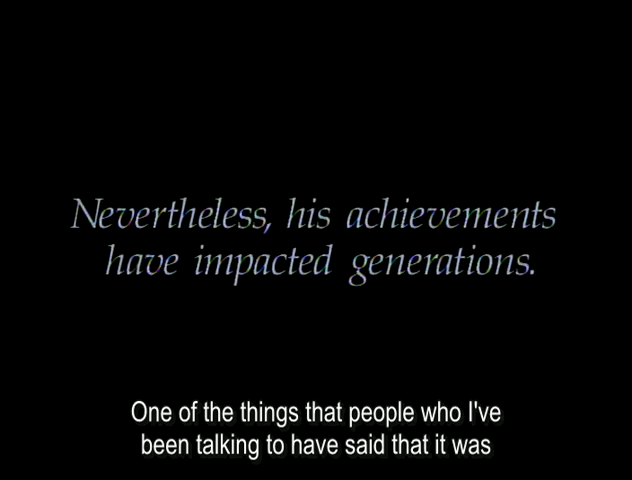 Nevertheless, his achievements
have impacted generations.
One of the things that people who I've
been talking to have said that it was